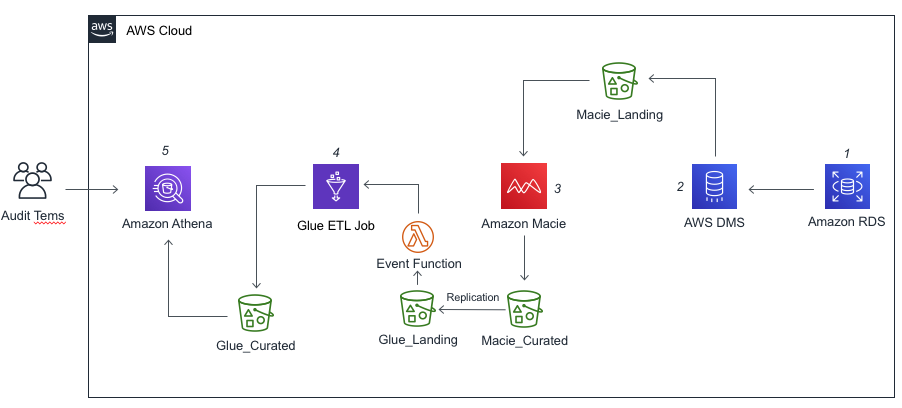 aws
AWS Cloud
Macie_Landing
5
4
3
2
1
Audit Tems
Amazon Athena
Glue ETL Job
Amazon Macie
AWS DMS
Amazon RDS
Event Function
Replication
Glue_Curated
Glue_Landing
Macie_Curated